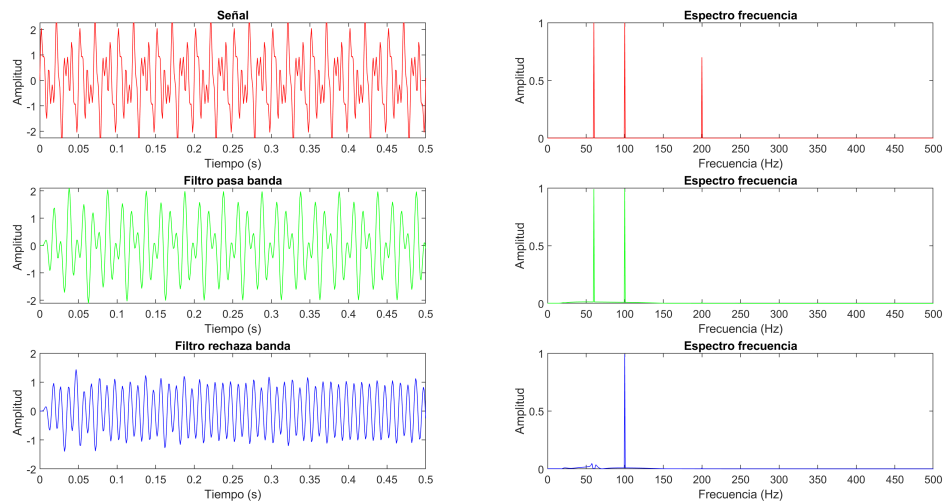 Señal
Amplitud
2
1
0
-1
-2
0 0.05 0.1 0.15 0.2 0.25 0.3 0.35 0.4 0.45 0.5
Tiempo (s)
Espectro frecuencia
Amplitud
1
0.5
0
0 50 100 150 200 250 300 350 400 450 500
Frecuencia (Hz)
Filtro pasa banda
Amplitud
2
1
0
-1
-2
0 0.05 0.1 0.15 0.2 0.25 0.3 0.35 0.4 0.45 0.5
Tiempo (s)
Espectro frecuencia
Amplitud
1
0.5
0
0 50 100 150 200 250 300 350 400 450 500
Frecuencia (Hz)
Filtro rechaza banda
Amplitud
2
1
0
-1
-2
0 0.05 0.1 0.15 0.2 0.25 0.3 0.35 0.4 0.45 0.5
Tiempo (s)
Espectro frecuencia
Amplitud
1
0.5
0
0 50 100 150 200 250 300 350 400 450 500
Frecuencia (Hz)